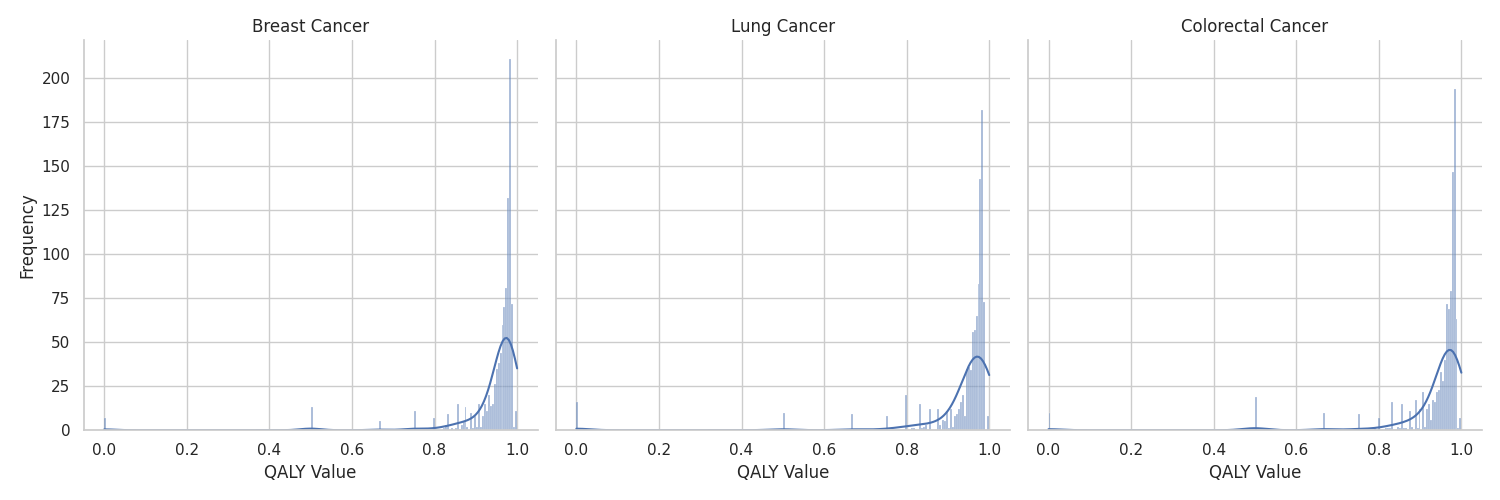 Breast Cancer
Lung Cancer
Colorectal Cancer
Frequency
200
175
150
125
100
75
50
25
0
0.0 0.2 0.4 0.6 0.8 1.0
0.0 0.2 0.4 0.6 0.8 1.0
0.0 0.2 0.4 0.6 0.8 1.0
QALY Value
QALY Value
QALY Value